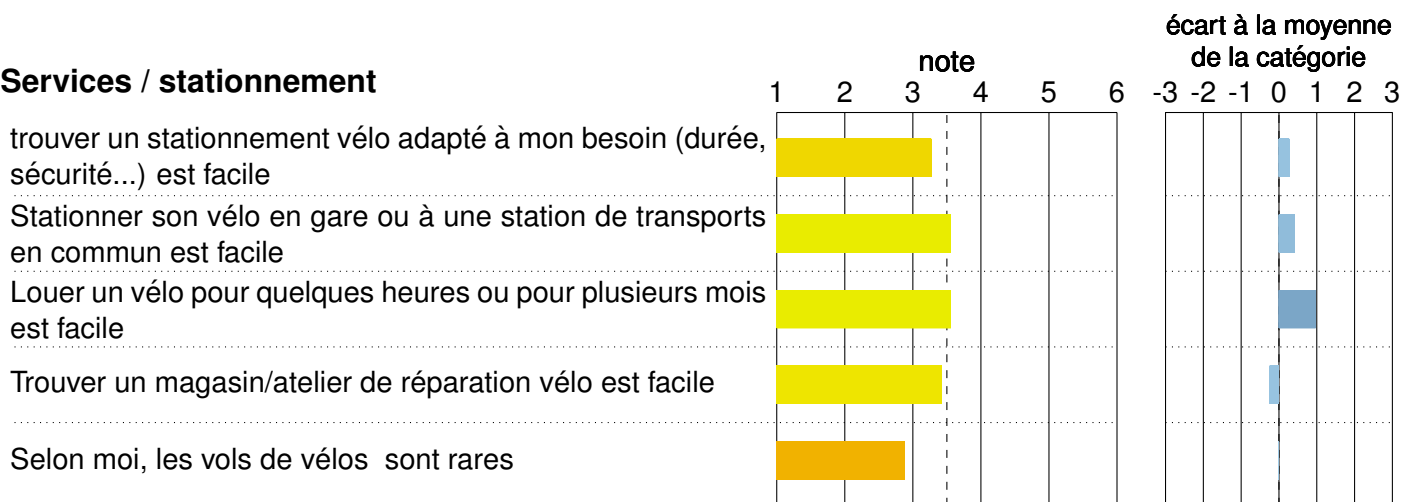 écart à la moyenne
note de la catégorie
Services / stationnement
1 2 3 4 5 6 -3 -2 -1 0 1 2 3
trouver un stationnement vélo adapté à mon besoin (durée,
sécurité...) est facile
Stationner son vélo en gare ou à une station de transports
en commun est facile
Louer un vélo pour quelques heures ou pour plusieurs mois
est facile
Trouver un magasin/atelier de réparation vélo est facile
Selon moi, les vols de vélos sont rares